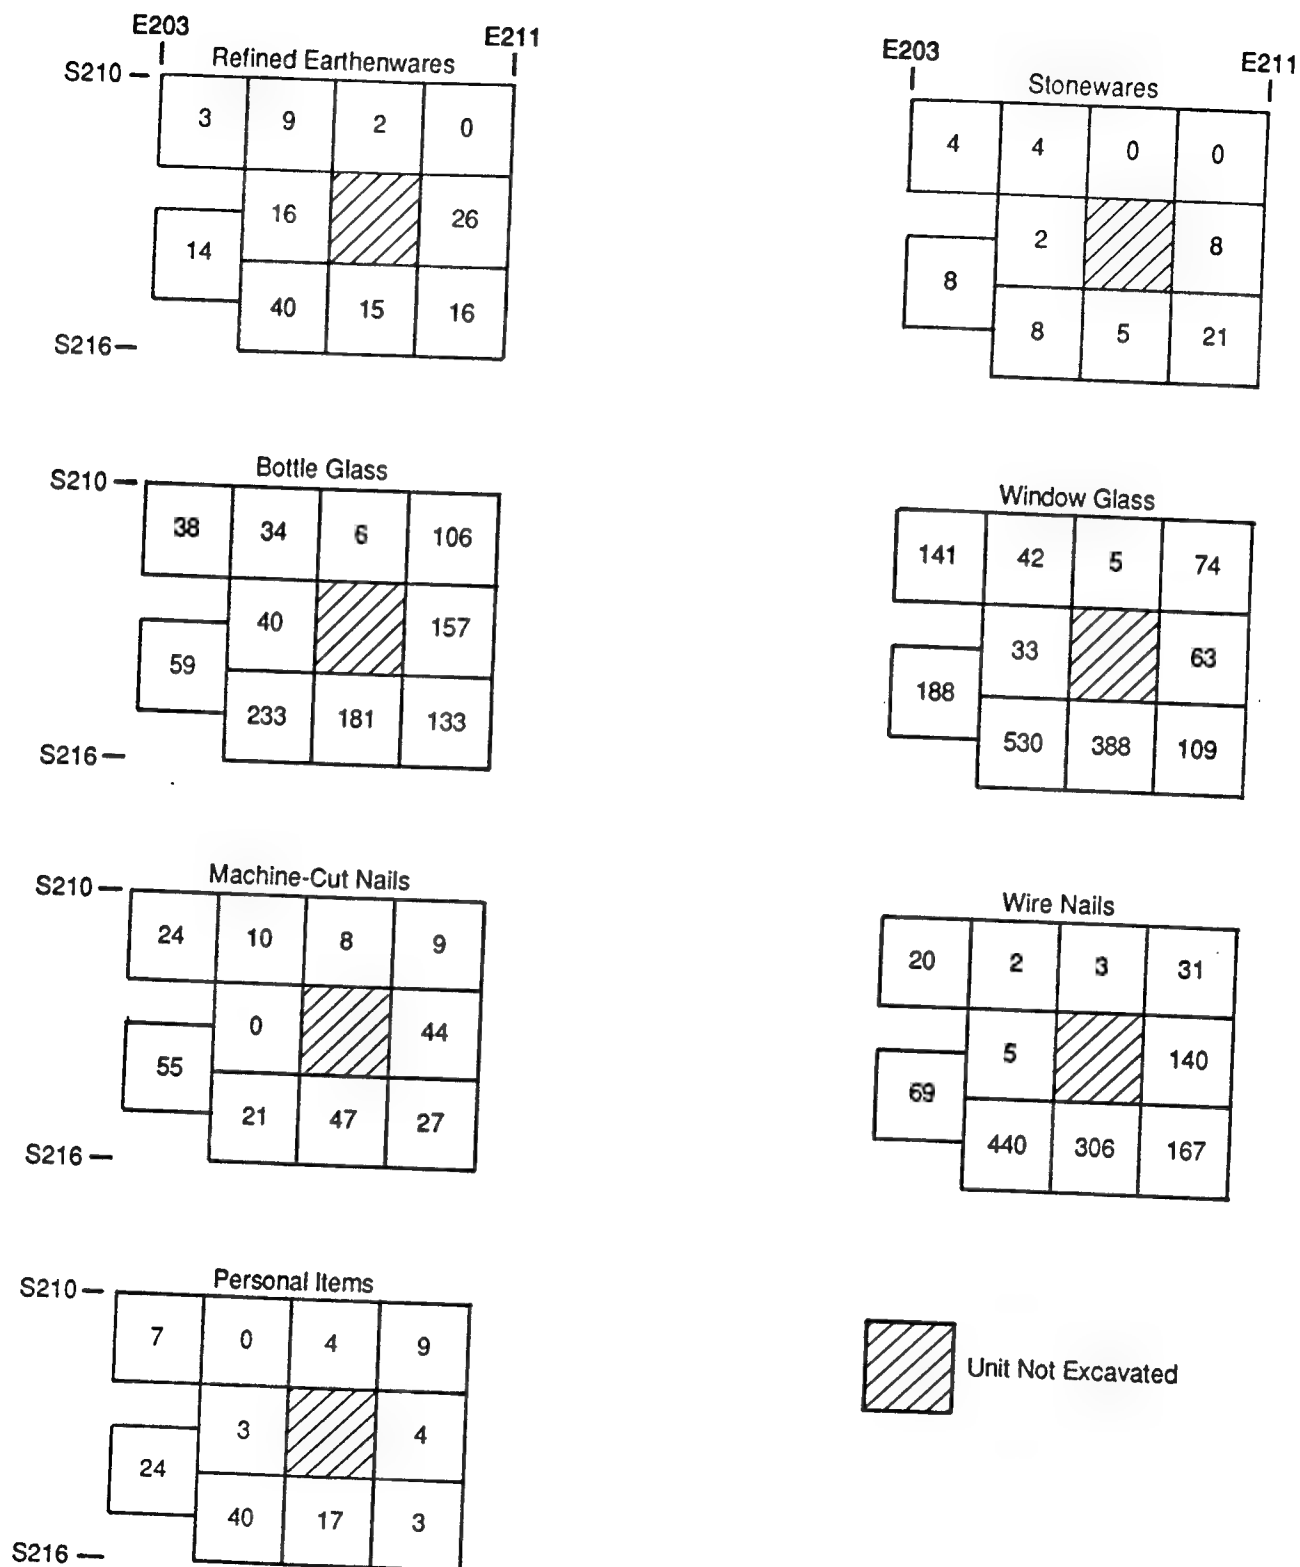 E203 E211
Refined Earthenwares
S210
3 9 2 0
16 26
14
40 15 16
S216
E203 E211
Stonewares
4 4 0 0
2 8
8
8 5 21
Bottle Glass
S210
38 34 6 106
40 157
59
233 181 133
S216
Window Glass
141 42 5 74
33 63
188
530 388 109
Machine-Cut Nails
S210
24 10 8 9
0 44
55
21 47 27
S216
Wire Nails
20 2 3 31
5 140
69
440 306 167
Personal Items
S210
7 0 4 9
3 4
24
40 17 3
S216
Unit Not Excavated